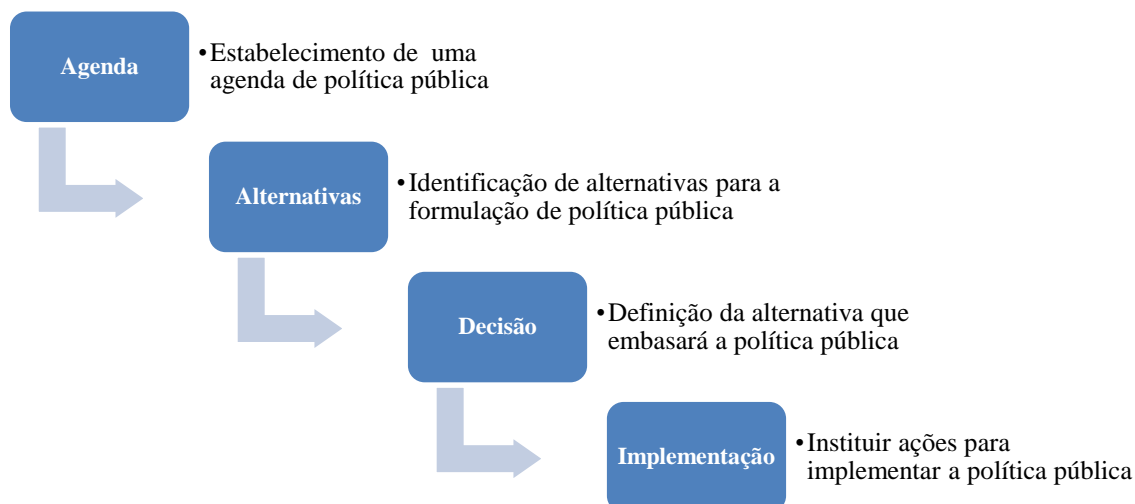 Agenda
•Estabelecimento de uma
agenda de política pública
Alternativas
•Identificação de alternativas para a
formulação de política pública
Decisão
•Definição da alternativa que
embasará a política pública
Implementação
•Instituir ações para
implementar a política pública